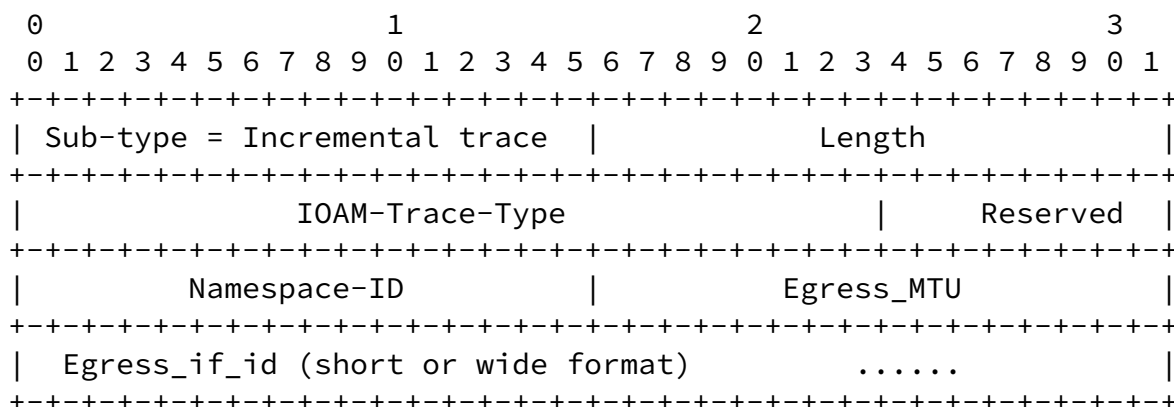 0                   1                   2                   3
 0 1 2 3 4 5 6 7 8 9 0 1 2 3 4 5 6 7 8 9 0 1 2 3 4 5 6 7 8 9 0 1
+-+-+-+-+-+-+-+-+-+-+-+-+-+-+-+-+-+-+-+-+-+-+-+-+-+-+-+-+-+-+-+-+
| Sub-type = Incremental trace  |            Length             |
+-+-+-+-+-+-+-+-+-+-+-+-+-+-+-+-+-+-+-+-+-+-+-+-+-+-+-+-+-+-+-+-+
|               IOAM-Trace-Type                 |     Reserved  |
+-+-+-+-+-+-+-+-+-+-+-+-+-+-+-+-+-+-+-+-+-+-+-+-+-+-+-+-+-+-+-+-+
|         Namespace-ID          |          Egress_MTU           |
+-+-+-+-+-+-+-+-+-+-+-+-+-+-+-+-+-+-+-+-+-+-+-+-+-+-+-+-+-+-+-+-+
|  Egress_if_id (short or wide format)         ......           |
+-+-+-+-+-+-+-+-+-+-+-+-+-+-+-+-+-+-+-+-+-+-+-+-+-+-+-+-+-+-+-+-+